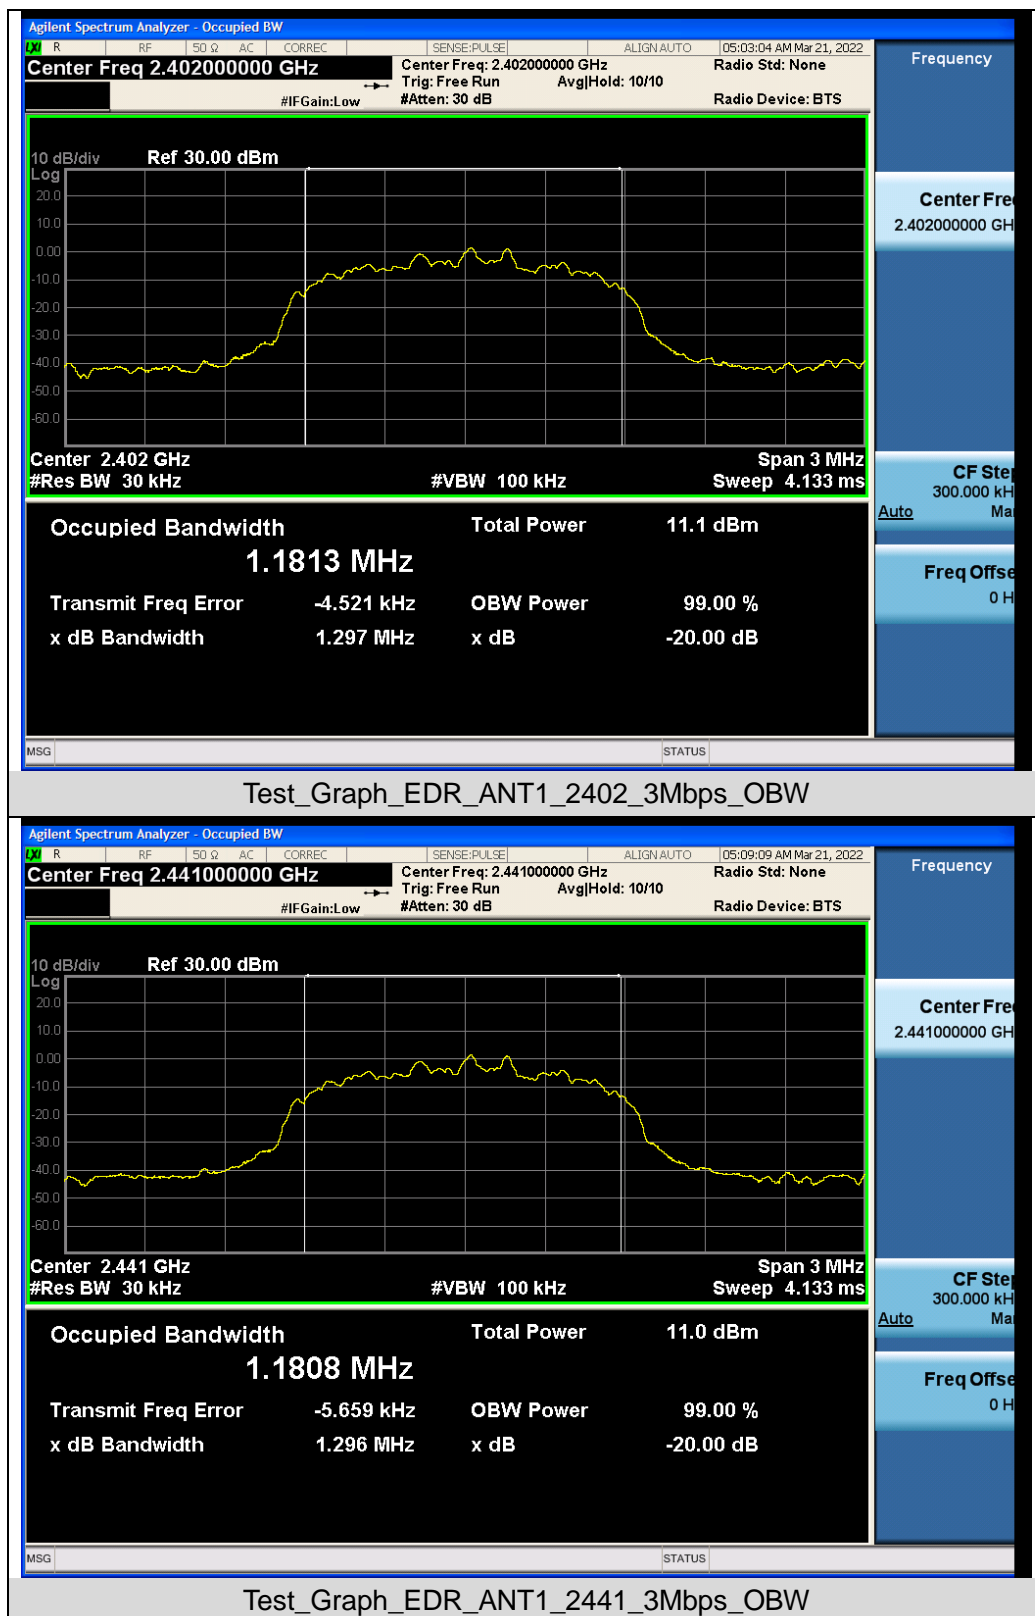 Agilent Spectrum Analyzer - Occupied BW
LXI R RF 50 Ω AC CORREC SENSE:PULSE ALIGN AUTO 05:03:04 AM Mar 21, 2022
Center Freq 2.402000000 GHz
Center Freq: 2.402000000 GHz
Radio Std: None
Trig: Free Run Avg|Hold: 10/10
#IFGain:Low
#Atten: 30 dB
Radio Device: BTS
Frequency
10 dB/div Ref 30.00 dBm
Log
20.0
10.0
0.00
-10.0
-20.0
-30.0
-40.0
-50.0
-60.0
Center Fre
2.402000000 GH
Center 2.402 GHz Span 3 MHz
#Res BW 30 kHz #VBW 100 kHz Sweep 4.133 ms
CF Ste
300.000 kH
Auto Ma
Occupied Bandwidth Total Power 11.1 dBm
1.1813 MHz
Transmit Freq Error -4.521 kHz OBW Power 99.00 %
x dB Bandwidth 1.297 MHz x dB -20.00 dB
Freq Offse
0 H
MSG STATUS
Test_Graph_EDR_ANT1_2402_3Mbps_OBW
Agilent Spectrum Analyzer - Occupied BW
LXI R RF 50 Ω AC CORREC SENSE:PULSE ALIGN AUTO 05:09:09 AM Mar 21, 2022
Center Freq 2.441000000 GHz
Center Freq: 2.441000000 GHz
Radio Std: None
Trig: Free Run Avg|Hold: 10/10
#IFGain:Low
#Atten: 30 dB
Radio Device: BTS
Frequency
10 dB/div Ref 30.00 dBm
Log
20.0
10.0
0.00
-10.0
-20.0
-30.0
-40.0
-50.0
-60.0
Center Fre
2.441000000 GH
Center 2.441 GHz Span 3 MHz
#Res BW 30 kHz #VBW 100 kHz Sweep 4.133 ms
CF Ste
300.000 kH
Auto Ma
Occupied Bandwidth Total Power 11.0 dBm
1.1808 MHz
Transmit Freq Error -5.659 kHz OBW Power 99.00 %
x dB Bandwidth 1.296 MHz x dB -20.00 dB
Freq Offse
0 H
MSG STATUS
Test_Graph_EDR_ANT1_2441_3Mbps_OBW